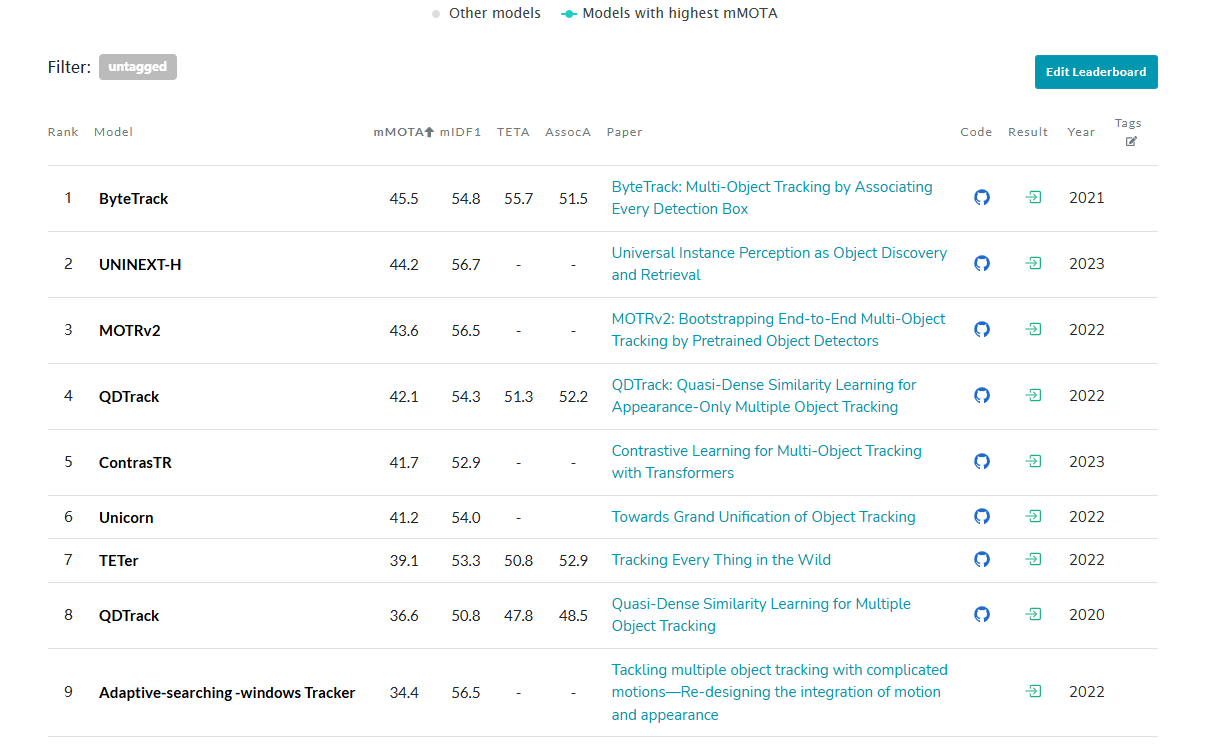 Other models Models with highest mMOTA
Filter: untagged
Edit Leaderboard
Rank Model mMOTA mIDF1 TETA AssocA Paper Code Result Year Tags
1 ByteTrack 45.5 54.8 55.7 51.5 ByteTrack: Multi-Object Tracking by Associating 2021
Every Detection Box
2 UNINEXT-H 44.2 56.7 - - Universal Instance Perception as Object Discovery 2023
and Retrieval
3 MOTRv2 43.6 56.5 - - MOTRv2: Bootstrapping End-to-End Multi-Object 2022
Tracking by Pretrained Object Detectors
4 QDTrack 42.1 54.3 51.3 52.2 QDTrack: Quasi-Dense Similarity Learning for 2022
Appearance-Only Multiple Object Tracking
5 ContrasTR 41.7 52.9 - - Contrastive Learning for Multi-Object Tracking 2023
with Transformers
6 Unicorn 41.2 54.0 - Towards Grand Unification of Object Tracking 2022
7 TETer 39.1 53.3 50.8 52.9 Tracking Every Thing in the Wild 2022
8 QDTrack 36.6 50.8 47.8 48.5 Quasi-Dense Similarity Learning for Multiple 2020
Object Tracking
9 Adaptive-searching -windows Tracker 34.4 56.5 - - Tackling multiple object tracking with complicated 2022
motions—Re-designing the integration of motion
and appearance